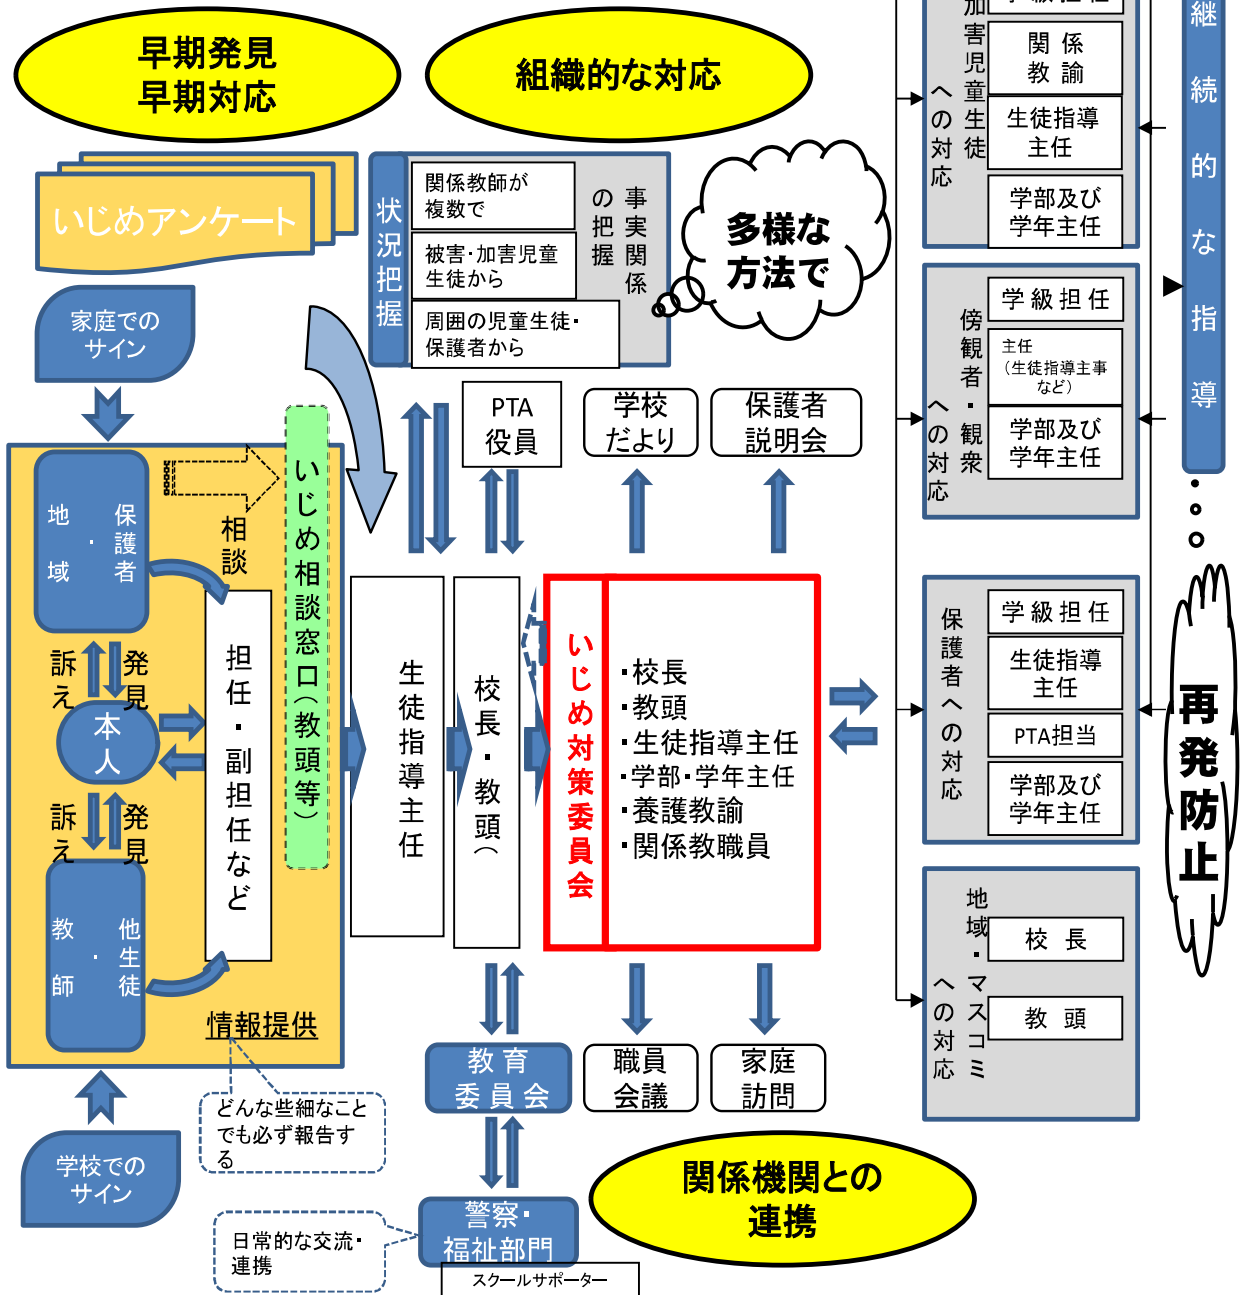 早期発見
早期対応
組織的な対応
いじめアンケート
家庭での
サイン
状況把握
関係教師が
複数で
被害・加害児童
生徒から
周囲の児童生徒・
保護者から
事実関係
の把握
多様な
方法で
PTA
役員
学校
だより
保護者
説明会
保護者
・
地域
相談
いじめ相談窓口(教頭等)
訴え
発見
本人
訴え
発見
担任・副担任など
他生徒
・
教師
情報提供
どんな些細なこと
でも必ず報告す
る
学校での
サイン
生徒指導主任
校長・教頭(
いじめ対策委員会
・校長
・教頭
・生徒指導主任
・学部・学年主任
・養護教諭
・関係教職員
教育
委員会
職員
会議
家庭
訪問
警察・
福祉部門
スクールサポーター
日常的な交流・
連携
関係機関との
連携
加害児童生徒
への対応
学級担任
関係
教諭
生徒指導
主任
学部及び
学年主任
傍観者・観衆
への対応
学級担任
主任
(生徒指導主事
など)
学部及び
学年主任
保護者への対応
学級担任
生徒指導
主任
PTA担当
学部及び
学年主任
地域・マスコミ
への対応
校長
教頭
継続的な指導
再発防止